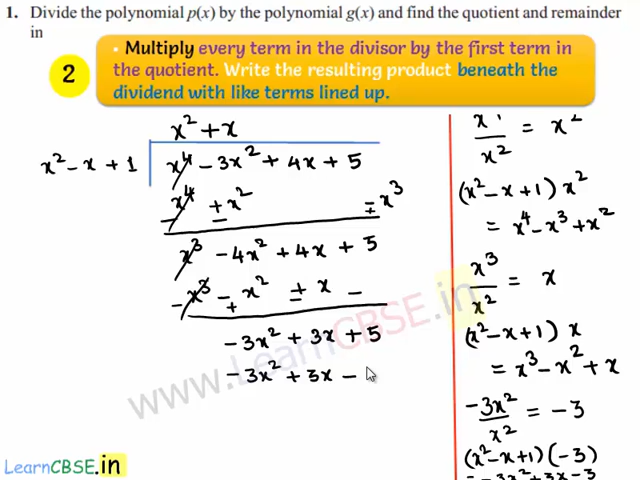 1. Divide the polynomial p(x) by the polynomial g(x) and find the quotient and remainder
in
2
• Multiply every term in the divisor by the first term in
the quotient. Write the resulting product beneath the
dividend with like terms lined up.
x² + x
x² - x + 1 x⁴ - 3x² + 4x + 5
- x⁴ +- x² -+ x³
x³ - 4x² + 4x + 5
- x³ -+ x² +- x -
- 3x² + 3x + 5
- 3x² + 3x -
= x²
x²
(x² - x + 1) x²
= x⁴ - x³ + x²
x³
= x
x²
(x² - x + 1) x
= x³ - x² + x
-3x²
= -3
x²
(x² - x + 1) (-3)
= -3x² + 3x - 3
www.LearnCBSE.in
LearnCBSE.in